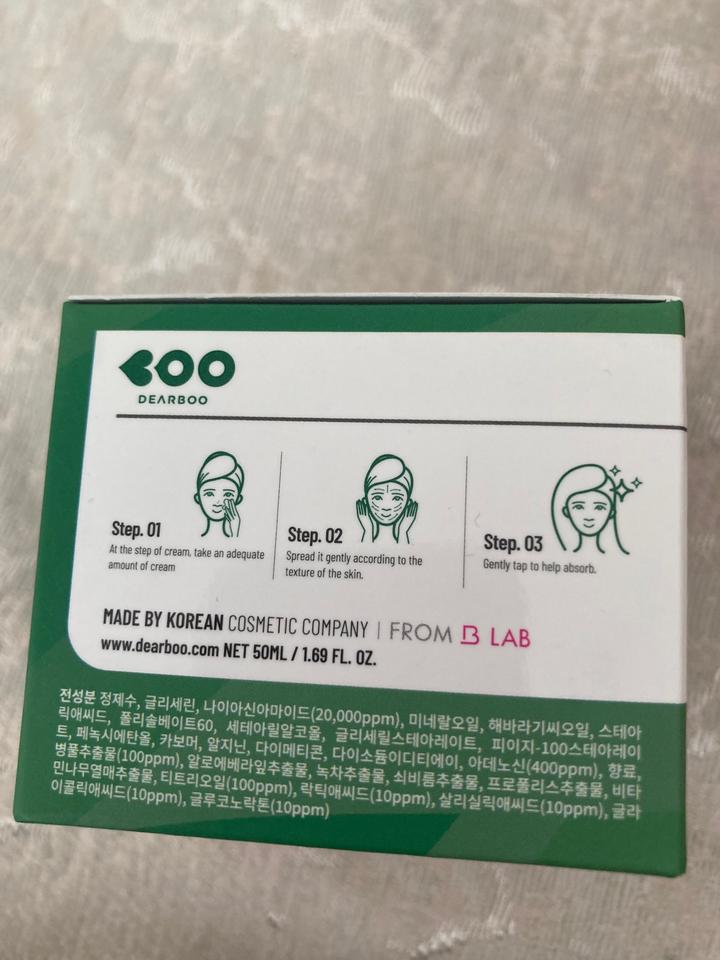 BOO
DEARBOO
Step. 01
At the step of cream, take an adequate
amount of cream
Step. 02
Spread it gently according to the
texture of the skin.
Step. 03
Gently tap to help absorb.
MADE BY KOREAN COSMETIC COMPANY | FROM B LAB
www.dearboo.com NET 50ML / 1.69 FL. OZ.
전성분 정제수, 글리세린, 나이아신아마이드(20,000ppm), 미네랄오일, 해바라기씨오일, 스테아
릭애씨드, 폴리솔베이트60, 세테아릴알코올, 글리세릴스테아레이트, 피이지-100스테아레이
트, 페녹시에탄올, 카보머, 알지닌, 다이메티콘, 다이소듐이디티에이, 아데노신(400ppm), 향료,
병풀추출물(100ppm), 알로에베라잎추출물, 녹차추출물, 쇠비름추출물, 프로폴리스추출물, 비타
민나무열매추출물, 티트리오일(100ppm), 락틱애씨드(10ppm), 살리실릭애씨드(10ppm), 글라
이콜릭애씨드(10ppm), 글루코노락톤(10ppm)